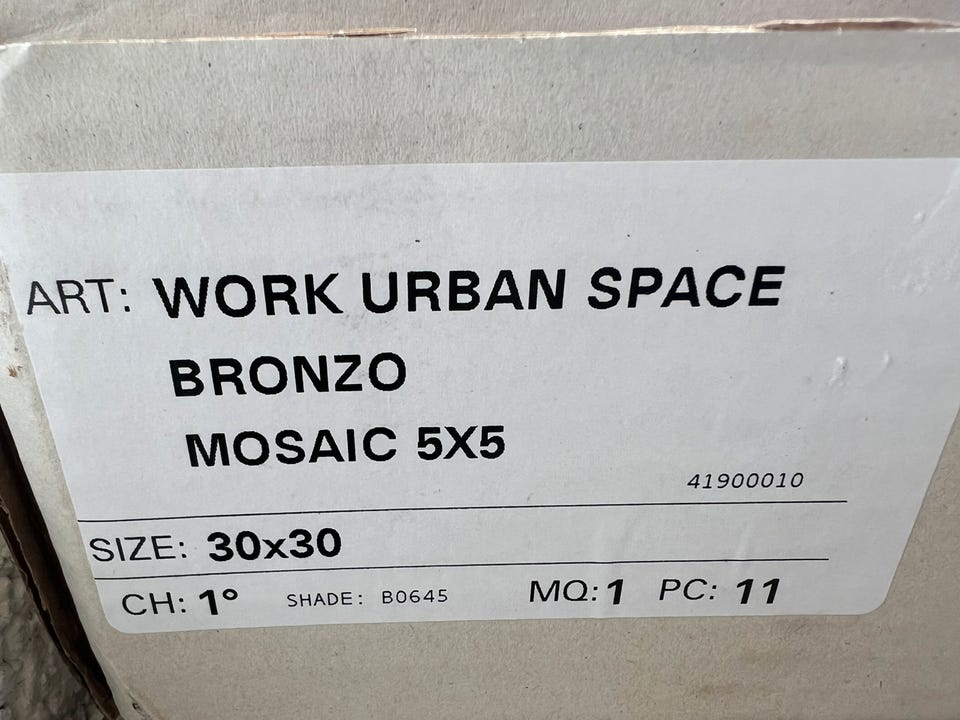 ART: WORK URBAN SPACE
BRONZO
MOSAIC 5X5
41900010
SIZE: 30x30
CH: 1° SHADE: B0645 MQ: 1 PC: 11